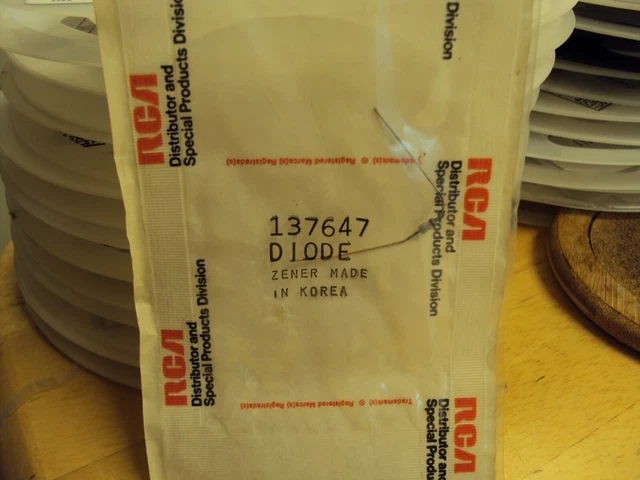 RCA
Distributor and
Special Products Division
Division
Trademark(s) ® Registered Marca(s) Registrada(s)
RCA
Distributor and
Special Products Division
137647
DIODE
ZENER MADE
IN KOREA
RCA
Distributor and
Special Products Division
Trademark(s) ® Registered Marca(s) Registrada(s)
RCA
Distributor and
Special Produ